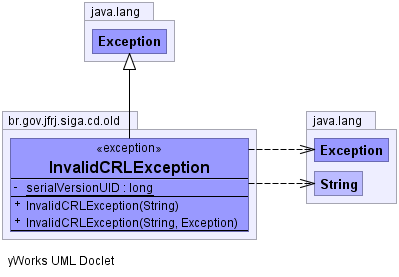 java.lang
Exception
br.gov.jfrj.siga.cd.old
«exception»
InvalidCRLException
- serialVersionUID : long
+ InvalidCRLException(String)
+ InvalidCRLException(String, Exception)
java.lang
Exception
String
yWorks UML Doclet